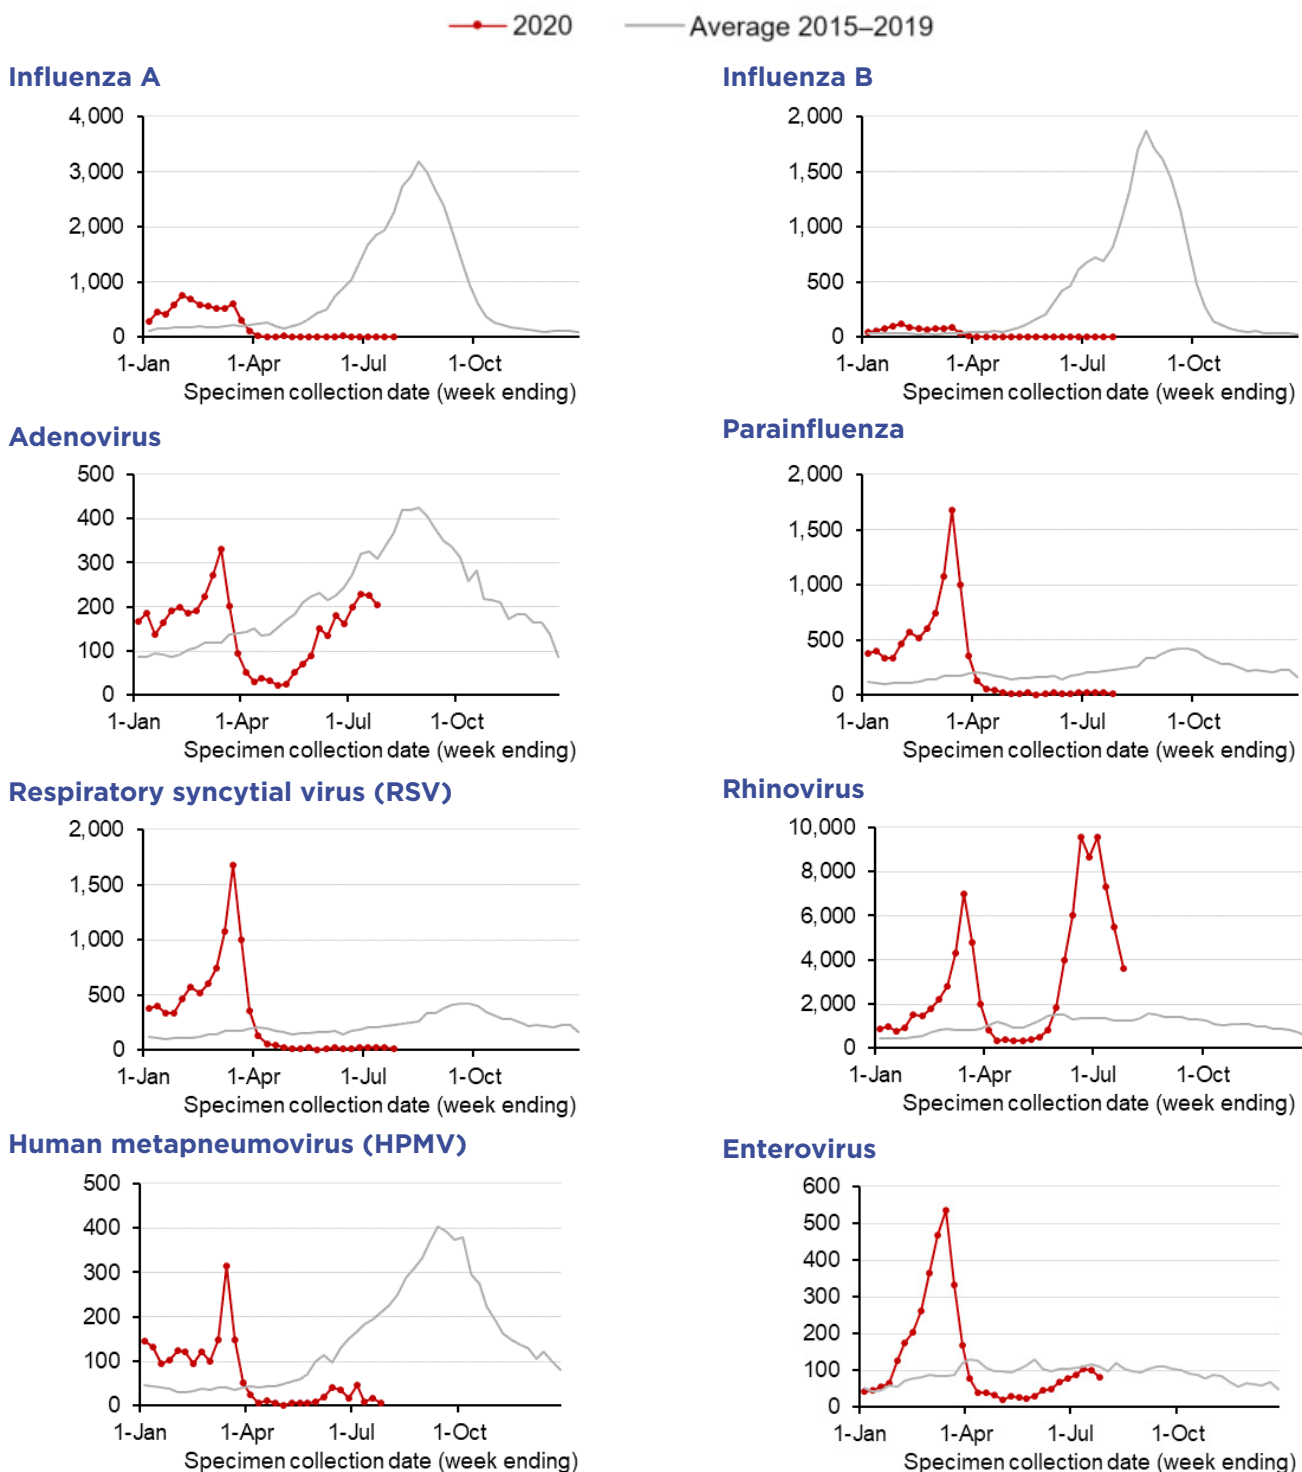 2020 Average 2015–2019
Influenza A
4,000
3,000
2,000
1,000
0
1-Jan 1-Apr 1-Jul 1-Oct
Specimen collection date (week ending)
Influenza B
2,000
1,500
1,000
500
0
1-Jan 1-Apr 1-Jul 1-Oct
Specimen collection date (week ending)
Adenovirus
500
400
300
200
100
0
1-Jan 1-Apr 1-Jul 1-Oct
Specimen collection date (week ending)
Parainfluenza
2,000
1,500
1,000
500
0
1-Jan 1-Apr 1-Jul 1-Oct
Specimen collection date (week ending)
Respiratory syncytial virus (RSV)
2,000
1,500
1,000
500
0
1-Jan 1-Apr 1-Jul 1-Oct
Specimen collection date (week ending)
Rhinovirus
10,000
8,000
6,000
4,000
2,000
0
1-Jan 1-Apr 1-Jul 1-Oct
Specimen collection date (week ending)
Human metapneumovirus (HPMV)
500
400
300
200
100
0
1-Jan 1-Apr 1-Jul 1-Oct
Specimen collection date (week ending)
Enterovirus
600
500
400
300
200
100
0
1-Jan 1-Apr 1-Jul 1-Oct
Specimen collection date (week ending)